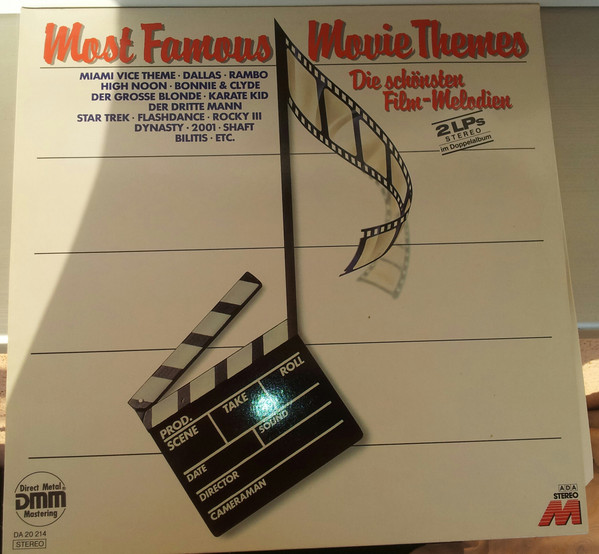 Most Famous Movie Themes
MIAMI VICE THEME · DALLAS · RAMBO
HIGH NOON · BONNIE & CLYDE
DER GROSSE BLONDE · KARATE KID
DER DRITTE MANN
STAR TREK · FLASHDANCE · ROCKY III
DYNASTY · 2001 · SHAFT
BILITIS · ETC.
Die schönsten
Film-Melodien
2LPs
STEREO
im Doppelalbum
PROD.
SCENE
TAKE
ROLL
SOUND
DATE
DIRECTOR
CAMERAMAN
Direct Metal
DMM
Mastering
DA 20 214
STEREO
ADA
STEREO
M